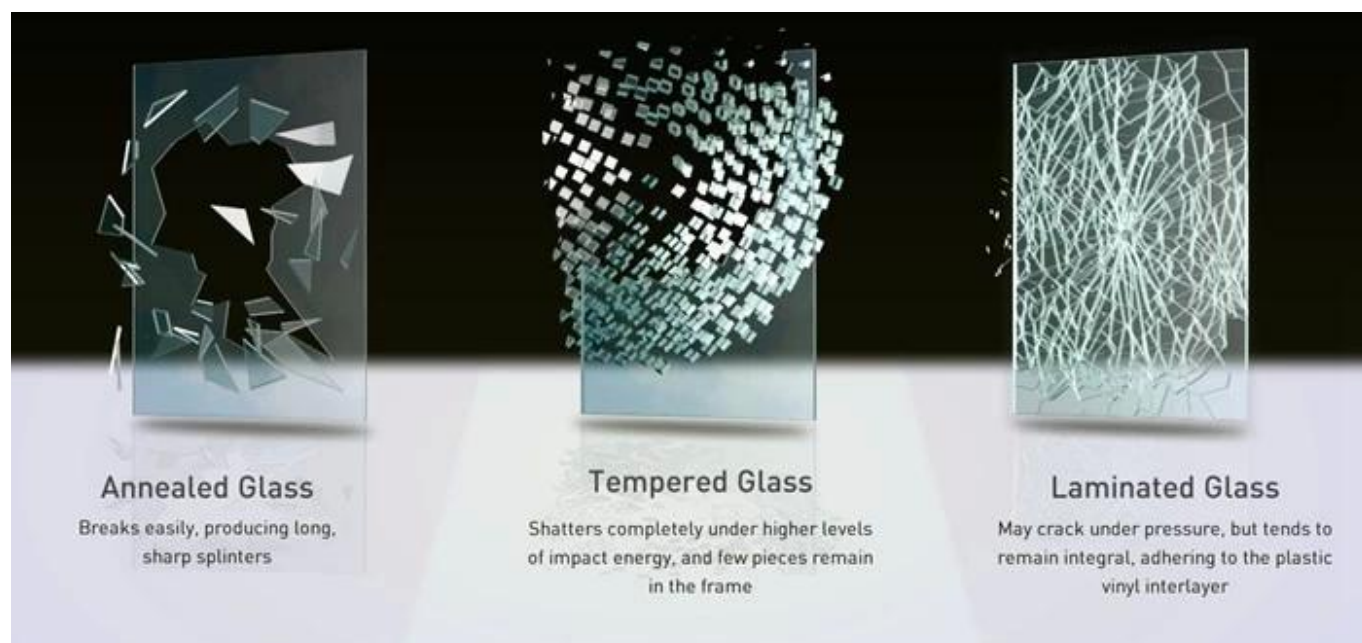 Annealed Glass
Breaks easily, producing long,
sharp splinters
Tempered Glass
Shatters completely under higher levels
of impact energy, and few pieces remain
in the frame
Laminated Glass
May crack under pressure, but tends to
remain integral, adhering to the plastic
vinyl interlayer